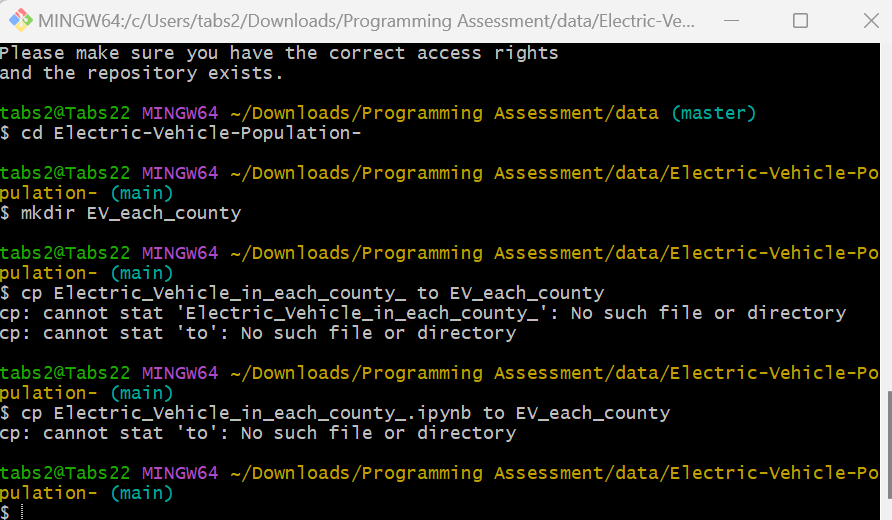 MINGW64:/c/Users/tabs2/Downloads/Programming Assessment/data/Electric-Ve...
Please make sure you have the correct access rights
and the repository exists.
tabs2@Tabs22 MINGW64 ~/Downloads/Programming Assessment/data (master)
$ cd Electric-Vehicle-Population-
tabs2@Tabs22 MINGW64 ~/Downloads/Programming Assessment/data/Electric-Vehicle-Po
pulation- (main)
$ mkdir EV_each_county
tabs2@Tabs22 MINGW64 ~/Downloads/Programming Assessment/data/Electric-Vehicle-Po
pulation- (main)
$ cp Electric_Vehicle_in_each_county_ to EV_each_county
cp: cannot stat 'Electric_Vehicle_in_each_county_': No such file or directory
cp: cannot stat 'to': No such file or directory
tabs2@Tabs22 MINGW64 ~/Downloads/Programming Assessment/data/Electric-Vehicle-Po
pulation- (main)
$ cp Electric_Vehicle_in_each_county_.ipynb to EV_each_county
cp: cannot stat 'to': No such file or directory
tabs2@Tabs22 MINGW64 ~/Downloads/Programming Assessment/data/Electric-Vehicle-Po
pulation- (main)
$